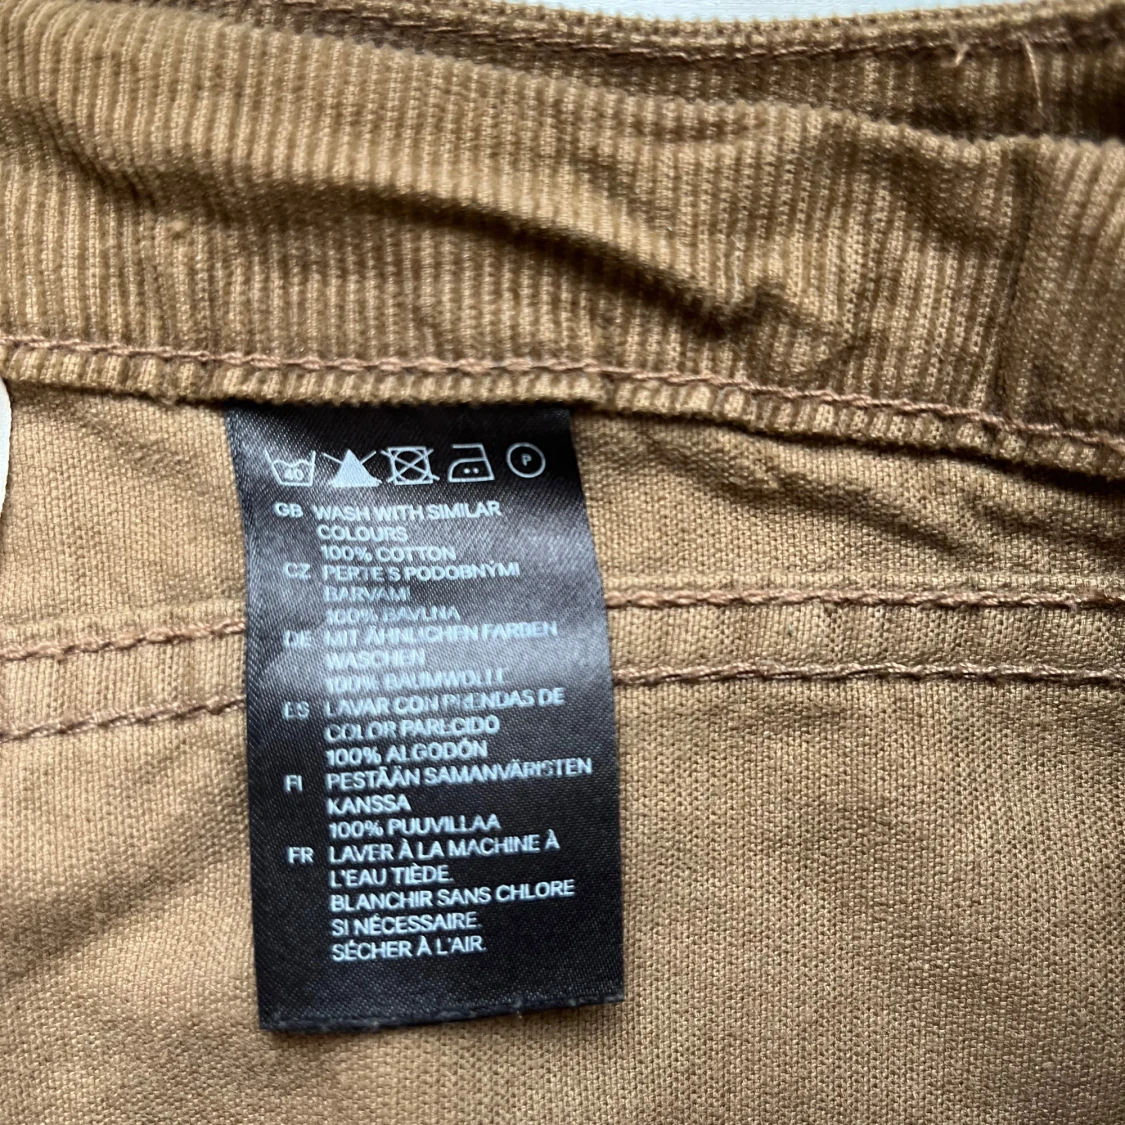 P
GB WASH WITH SIMILAR
COLOURS
100% COTTON
CZ PERTE S PODOBNÝMI
BARVAMI
100% BAVLNA
DE MIT ÄHNLICHEN FARBEN
WASCHEN
100% BAUMWOLLE
ES LAVAR CON PRENDAS DE
COLOR PARECIDO
100% ALGODÓN
FI PESTÄÄN SAMANVÄRISTEN
KANSSA
100% PUUVILLAA
FR LAVER À LA MACHINE À
L'EAU TIÈDE.
BLANCHIR SANS CHLORE
SI NÉCESSAIRE.
SÉCHER À L'AIR.